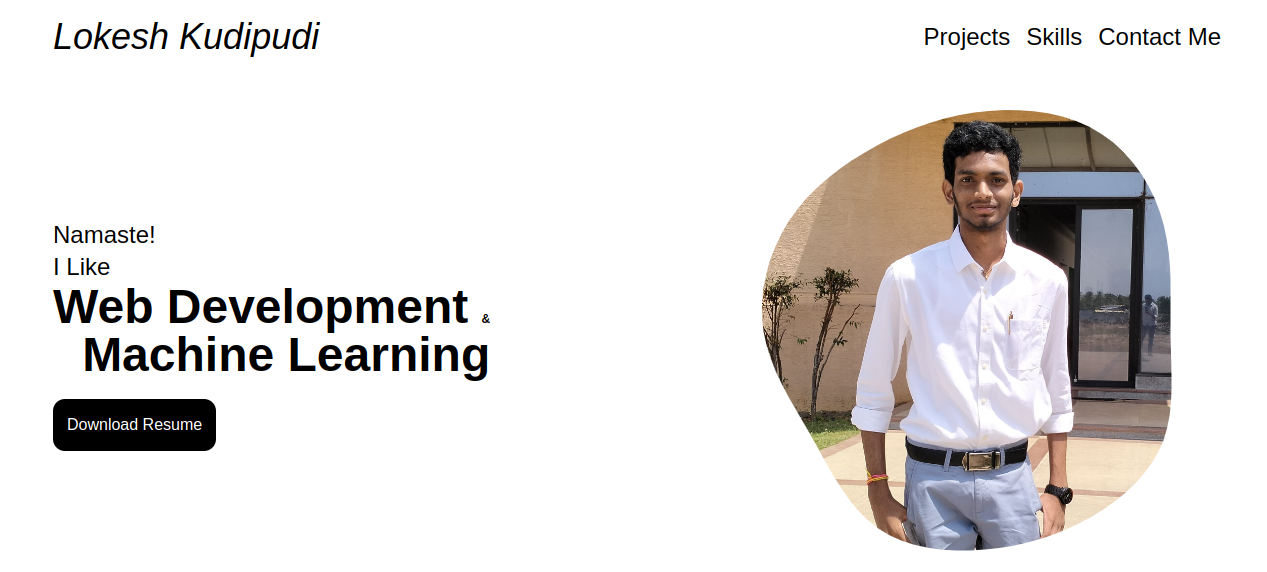 Lokesh Kudipudi
Projects Skills Contact Me
Namaste!
I Like
Web Development &
Machine Learning
Download Resume